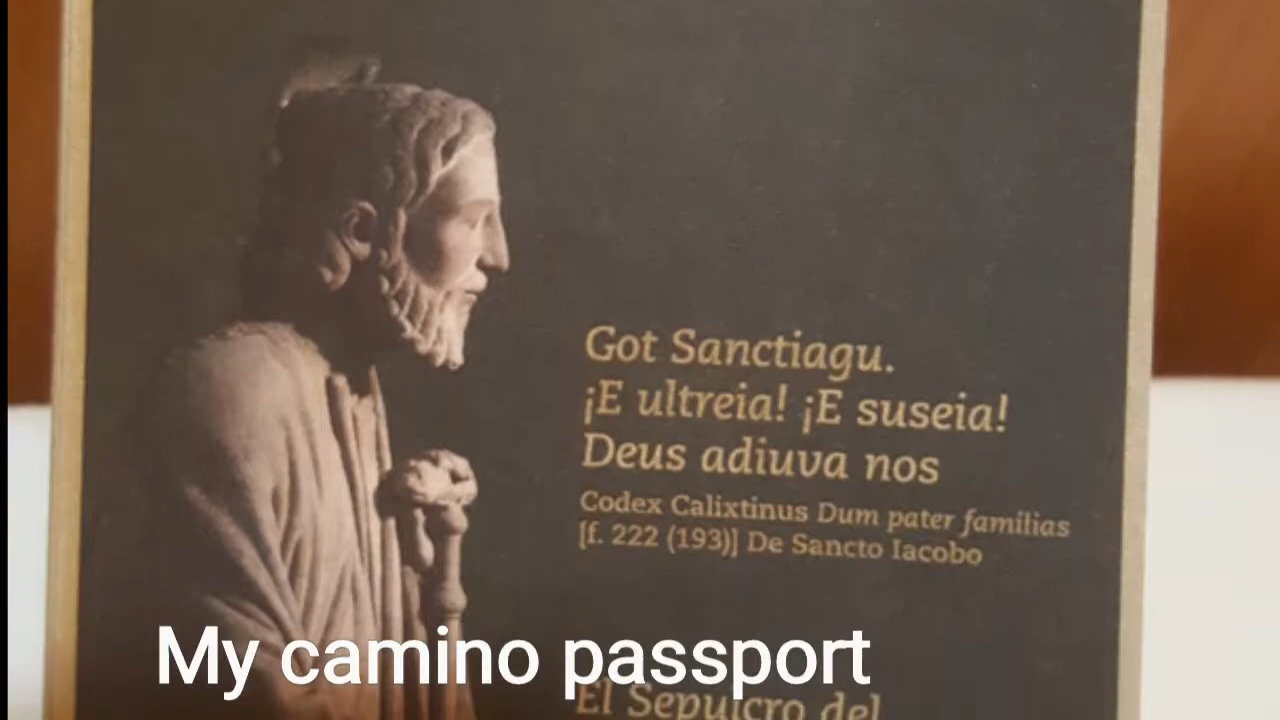 Got Sanctiagu.
¡E ultreia! ¡E suseia!
Deus adiuva nos
Codex Calixtinus Dum pater familias
[f. 222 (193)] De Sancto Iacobo
My camino passport
El Sepulcro del